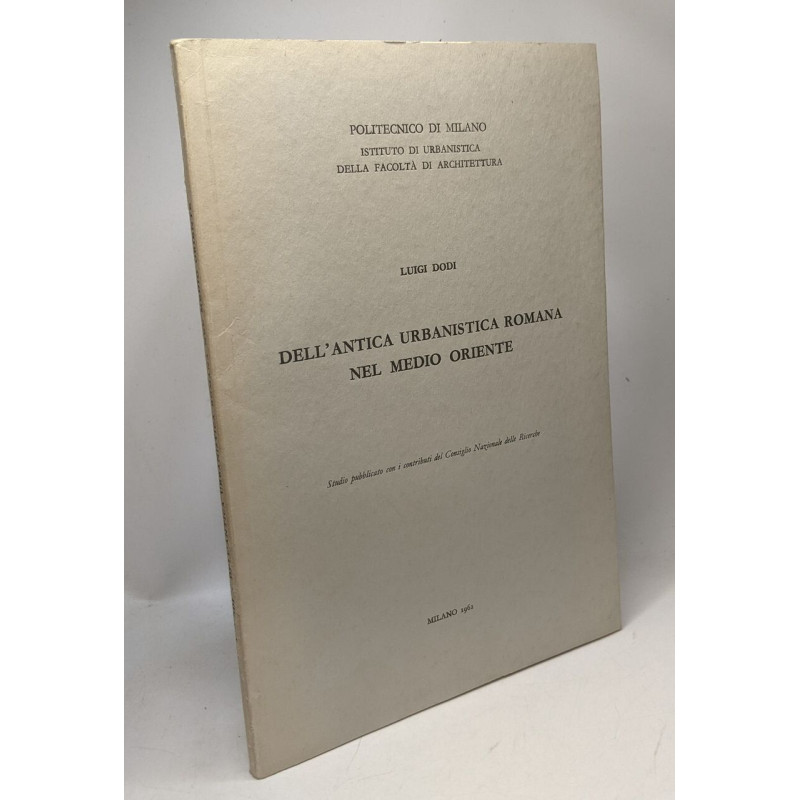 POLITECNICO DI MILANO
ISTITUTO DI URBANISTICA
DELLA FACOLTÀ DI ARCHITETTURA
LUIGI DODI
DELL'ANTICA URBANISTICA ROMANA
NEL MEDIO ORIENTE
Studio pubblicato con i contributi del Consiglio Nazionale delle Ricerche
MILANO 1962